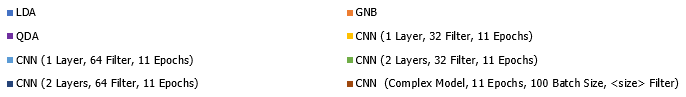 LDA GNB
QDA CNN (1 Layer, 32 Filter, 11 Epochs)
CNN (1 Layer, 64 Filter, 11 Epochs) CNN (2 Layers, 32 Filter, 11 Epochs)
CNN (2 Layers, 64 Filter, 11 Epochs) CNN (Complex Model, 11 Epochs, 100 Batch Size, <size> Filter)